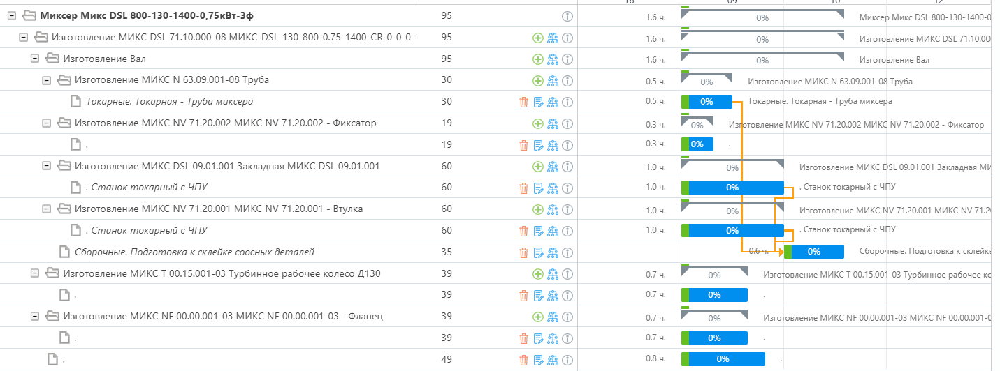 16 09 10 12
Миксер Микс DSL 800-130-1400-0,75кВт-3ф 95 1.6 ч. 0% Миксер Микс DSL 800-130-1400-0
Изготовление МИКС DSL 71.10.000-08 МИКС-DSL-130-800-0.75-1400-CR-0-0-0- 95 1.6 ч. 0% Изготовление МИКС DSL 71.10.00
Изготовление Вал 95 1.6 ч. 0% Изготовление Вал
Изготовление МИКС N 63.09.001-08 Труба 30 0.5 ч. 0% Изготовление МИКС N 63.09.001-08 Труба
Токарные. Токарная - Труба миксера 30 0.5 ч. 0% Токарные. Токарная - Труба миксера
Изготовление МИКС NV 71.20.002 МИКС NV 71.20.002 - Фиксатор 19 0.3 ч. 0% Изготовление МИКС NV 71.20.002 МИКС NV 71.20.002 - Фиксатор
. 19 0.3 ч. 0% .
Изготовление МИКС DSL 09.01.001 Закладная МИКС DSL 09.01.001 60 1.0 ч. 0% Изготовление МИКС DSL 09.01.001 Закладная МИ
. Станок токарный с ЧПУ 60 1.0 ч. 0% . Станок токарный с ЧПУ
Изготовление МИКС NV 71.20.001 МИКС NV 71.20.001 - Втулка 60 1.0 ч. 0% Изготовление МИКС NV 71.20.001 МИКС NV 71.20
. Станок токарный с ЧПУ 60 1.0 ч. 0% . Станок токарный с ЧПУ
Сборочные. Подготовка к склейке соосных деталей 35 0.6 ч. 0% Сборочные. Подготовка к склейке
Изготовление МИКС T 00.15.001-03 Турбинное рабочее колесо Д130 39 0.7 ч. 0% Изготовление МИКС T 00.15.001-03 Турбинное рабочее ко
. 39 0.7 ч. 0% .
Изготовление МИКС NF 00.00.001-03 МИКС NF 00.00.001-03 - Фланец 39 0.7 ч. 0% Изготовление МИКС NF 00.00.001-03 МИКС NF 00.00.001-0
. 39 0.7 ч. 0% .
. 49 0.8 ч. 0% .